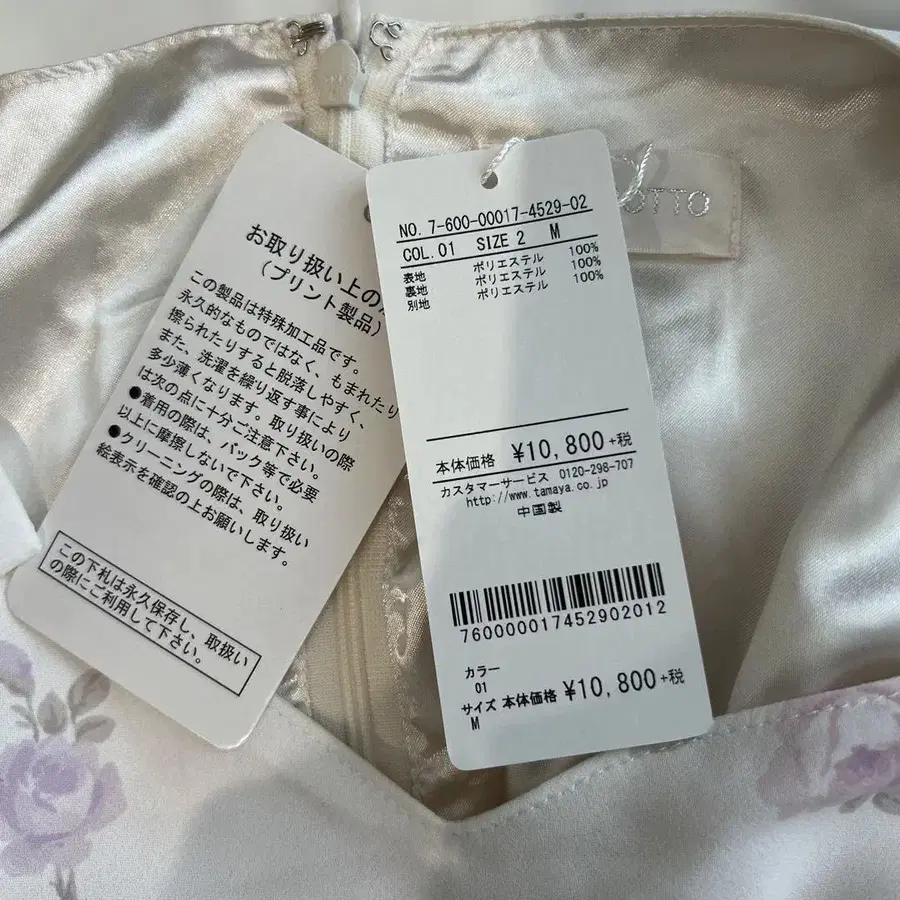 お取り扱い上の
（プリント製品）
この製品は特殊加工品です。
永久的なものではなく、もまれたり
擦られたりすると脱落しやすく、
また、洗濯を繰り返す事により
多少薄くなります。取り扱いの際
は次の点に十分ご注意下さい。
●着用の際は、バック等で必要
以上に摩擦しないで下さい。
●クリーニングの際は、取り扱い
絵表示を確認の上お願いします。
この下札は永久保存し、取扱い
の際にご利用して下さい。
NO. 7-600-00017-4529-02
COL.01 SIZE 2 M
表地 ポリエステル 100%
裏地 ポリエステル 100%
別地 ポリエステル 100%
本体価格 ¥10,800+税
カスタマーサービス 0120-298-707
http://www.tamaya.co.jp
中国製
760000017452902012
カラー
01
サイズ 本体価格 ¥10,800+税
M
OTTO